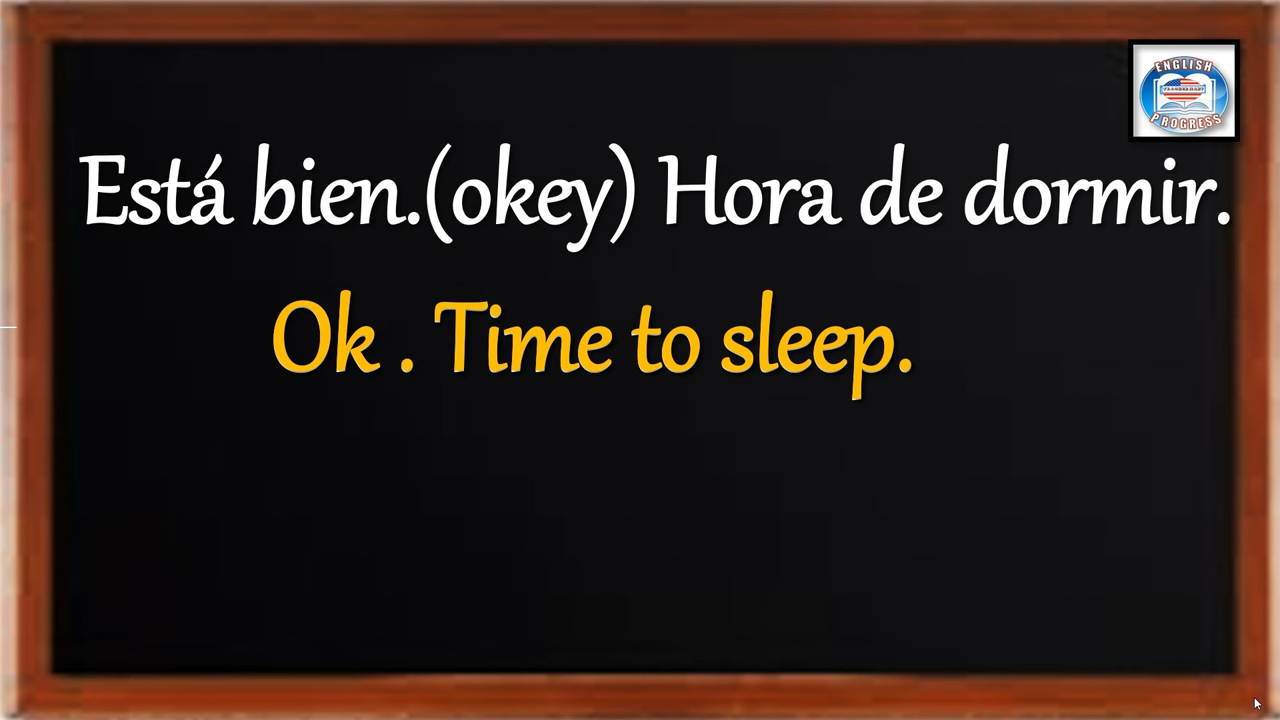 ENGLISH
PROGRESS
Está bien.(okey) Hora de dormir.
Ok . Time to sleep.